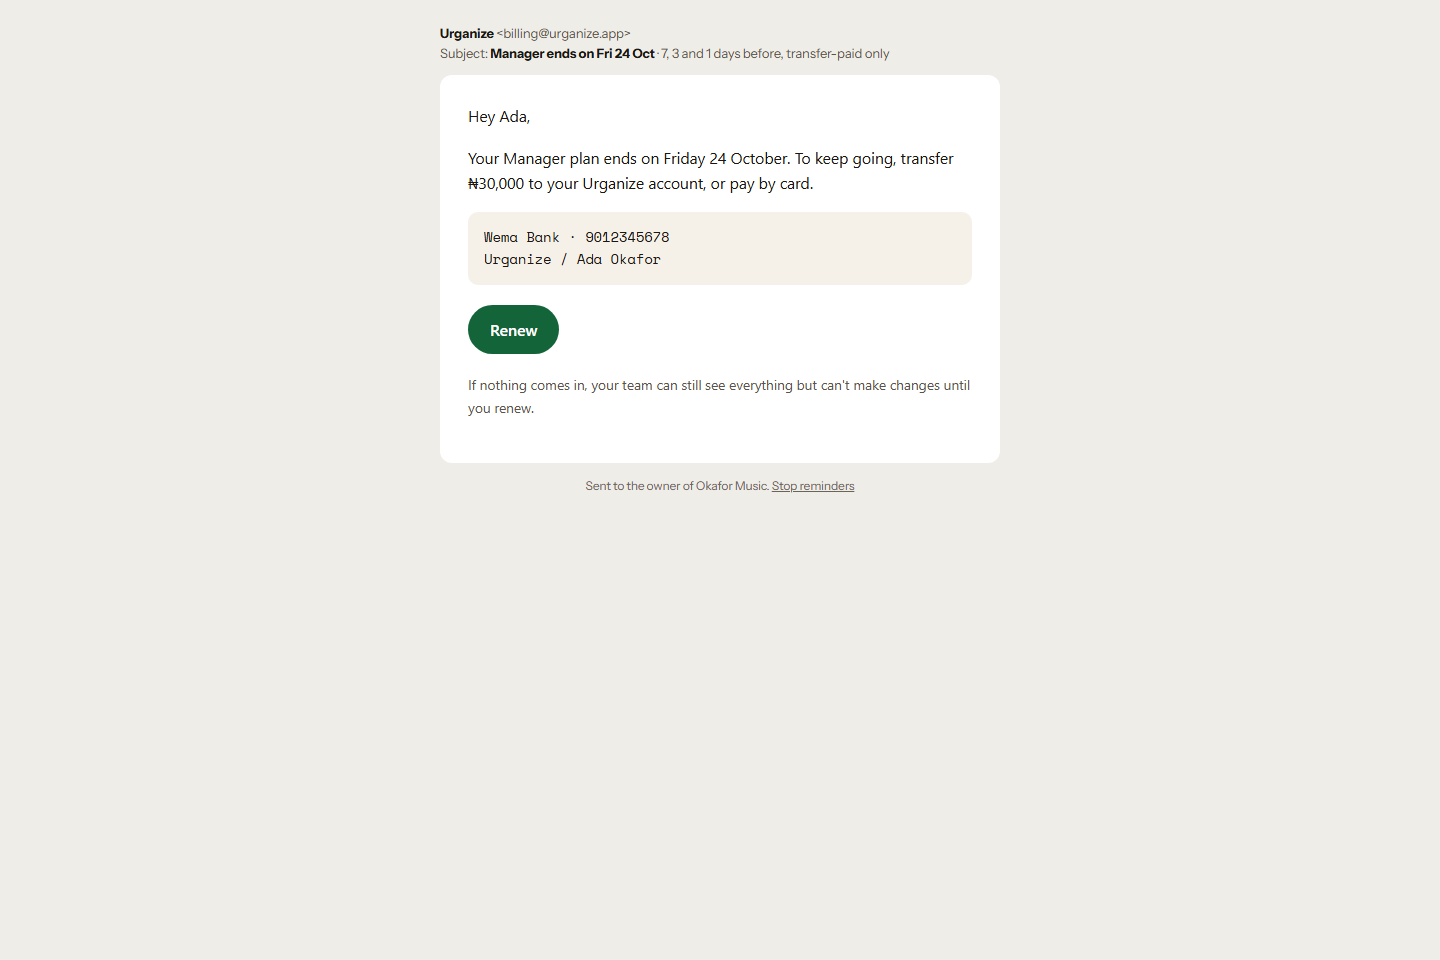 Urganize <billing@urganize.app>
Subject: Manager ends on Fri 24 Oct · 7, 3 and 1 days before, transfer-paid only
Hey Ada,
Your Manager plan ends on Friday 24 October. To keep going, transfer
₦30,000 to your Urganize account, or pay by card.
Wema Bank · 9012345678
Urganize / Ada Okafor
Renew
If nothing comes in, your team can still see everything but can't make changes until
you renew.
Sent to the owner of Okafor Music. Stop reminders